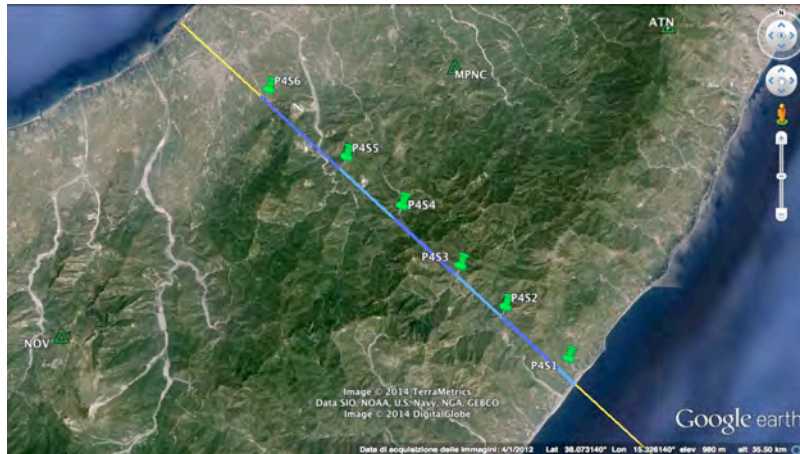 ATN
MPNC
P4S6
P4S5
P4S4
P4S3
P4S2
P4S1
NOV
N
Image © 2014 TerraMetrics
Data SIO, NOAA, U.S. Navy, NGA, GEBCO
Image © 2014 DigitalGlobe
Google earth
Data di acquisizione delle immagini: 4/1/2012 Lat 38.073140° Lon 15.326140° elev 980 m alt 35.50 km